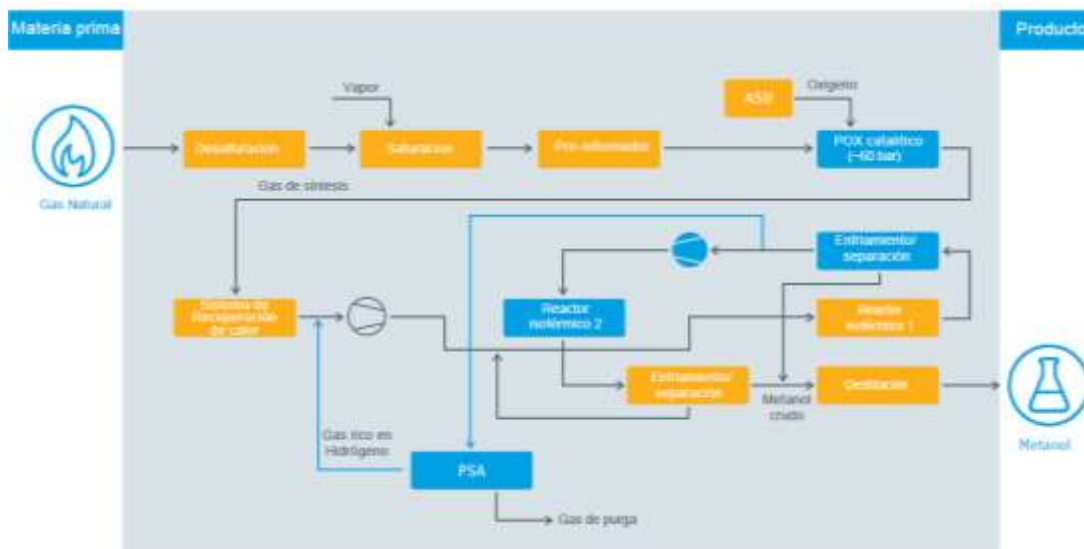 Materia prima
Producto
Vapor
ASU
Oxígeno
Desulfuración
Saturación
Pre-reformador
POX catalítico
(~60 bar)
Gas Natural
Gas de síntesis
Enfriamiento/
separación
Sistema de
Recuperación
de calor
Reactor
isotérmico 2
Reactor
isotérmico 1
Enfriamiento/
separación
Destilación
Metanol
crudo
Metanol
Gas rico en
Hidrógeno
PSA
Gas de purga